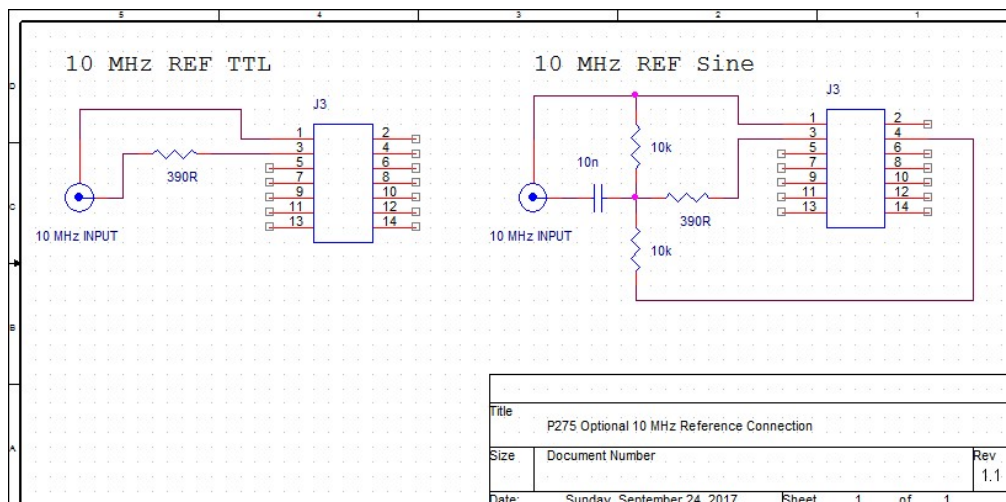 5 4 3 2 1
10 MHz REF TTL
10 MHz REF Sine
D
J3
J3
1 2
3 4
5 6
7 8
9 10
11 12
13 14
390R
10 MHz INPUT
1 2
3 4
5 6
7 8
9 10
11 12
13 14
10k
10n
390R
10k
10 MHz INPUT
C
B
A
Title
P275 Optional 10 MHz Reference Connection
Size Document Number Rev
1.1
Date: Sunday, September 24, 2017 Sheet 1 of 1